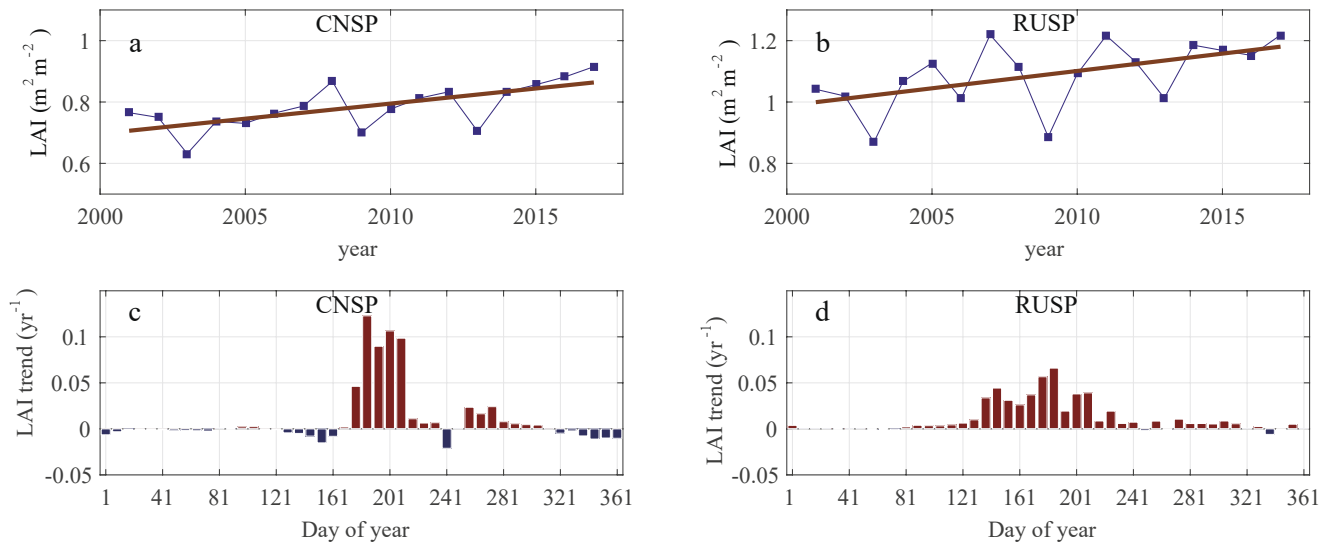 a
CNSP
1
0.8
0.6
LAI (m² m⁻²)
2000 2005 2010 2015
year
b
RUSP
1.2
1
0.8
LAI (m² m⁻²)
2000 2005 2010 2015
year
c
CNSP
0.1
0.05
0
-0.05
LAI trend (yr⁻¹)
1 41 81 121 161 201 241 281 321 361
Day of year
d
RUSP
0.1
0.05
0
-0.05
LAI trend (yr⁻¹)
1 41 81 121 161 201 241 281 321 361
Day of year